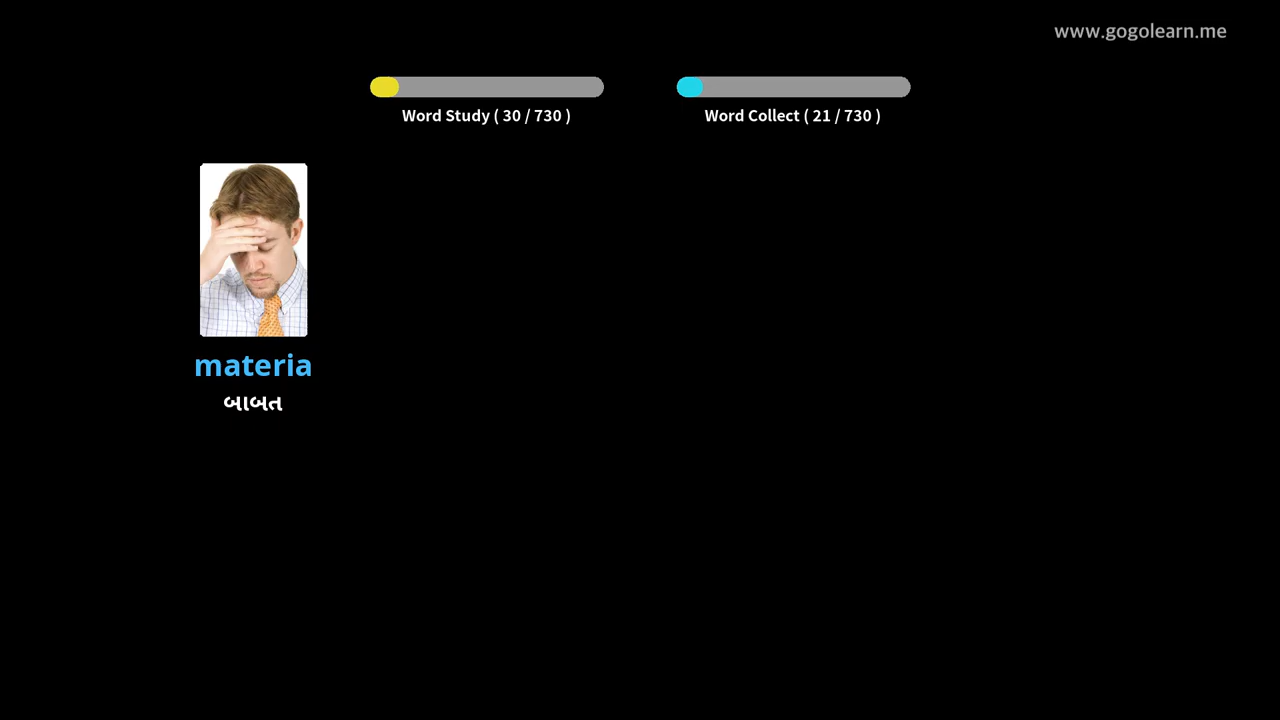 www.gogolearn.me
Word Study ( 30 / 730 )
Word Collect ( 21 / 730 )
materia
બાબત